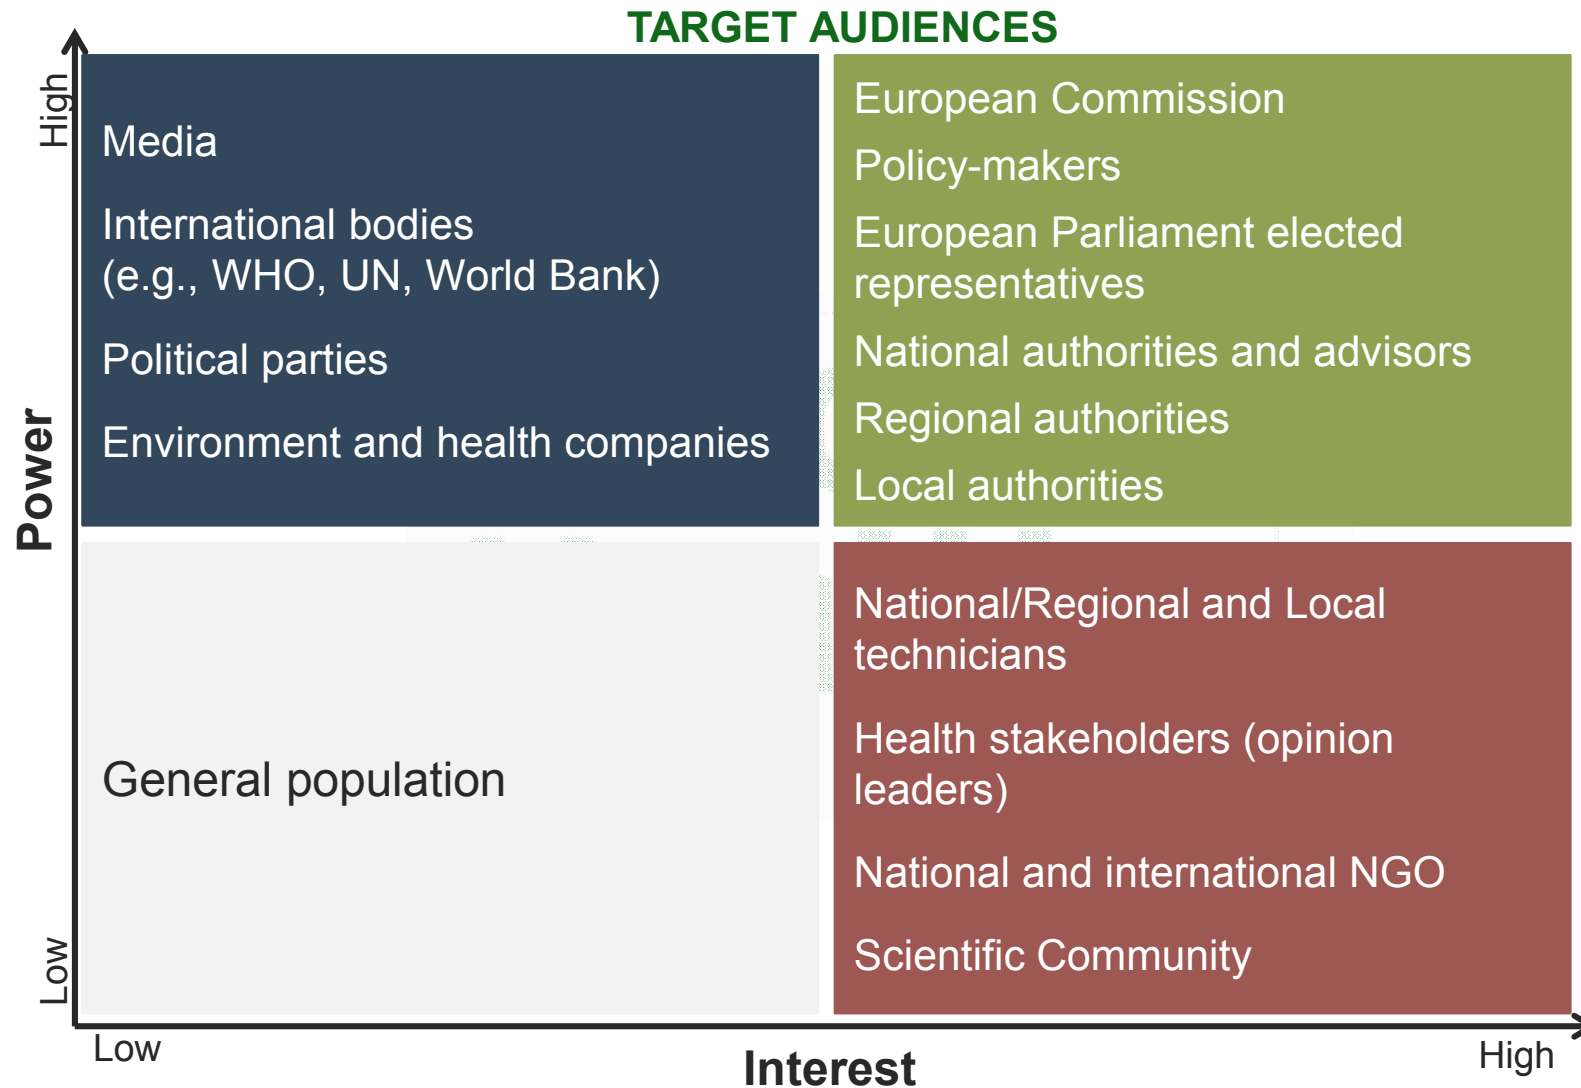 TARGET AUDIENCES
High
Media
International bodies
(e.g., WHO, UN, World Bank)
Political parties
Environment and health companies
European Commission
Policy-makers
European Parliament elected
representatives
National authorities and advisors
Regional authorities
Local authorities
Power
General population
National/Regional and Local
technicians
Health stakeholders (opinion
leaders)
National and international NGO
Scientific Community
Low
Low
Interest
High